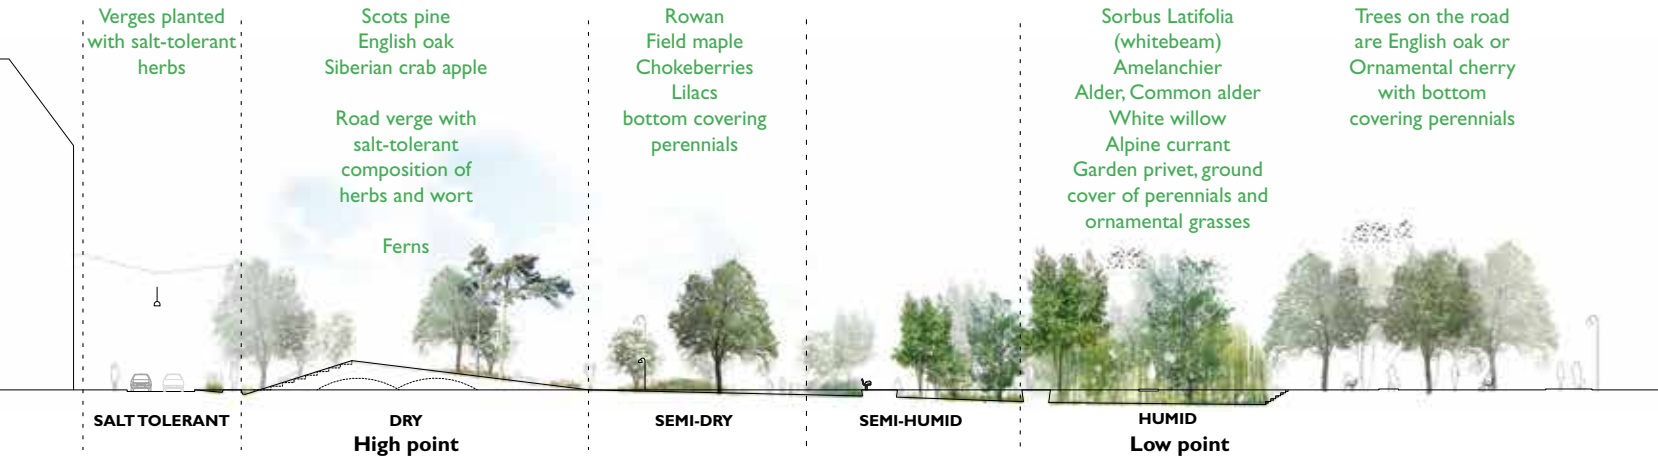 Verges planted
with salt-tolerant
herbs
Scots pine
English oak
Siberian crab apple
Road verge with
salt-tolerant
composition of
herbs and wort
Ferns
Rowan
Field maple
Chokeberries
Lilacs
bottom covering
perennials
Sorbus Latifolia
(whitebeam)
Amelanchier
Alder, Common alder
White willow
Alpine currant
Garden privet, ground
cover of perennials and
ornamental grasses
Trees on the road
are English oak or
Ornamental cherry
with bottom
covering perennials
SALT TOLERANT
DRY
High point
SEMI-DRY
SEMI-HUMID
HUMID
Low point